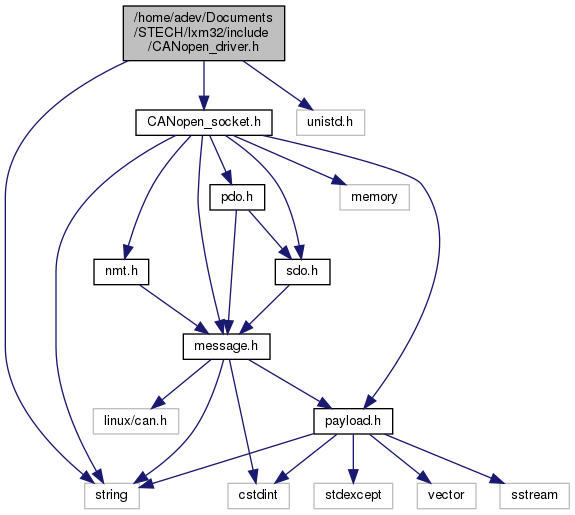 /home/adev/Documents
/STECH/lxm32/include
/CANopen_driver.h
CANopen_socket.h
unistd.h
pdo.h
memory
nmt.h
sdo.h
message.h
linux/can.h
payload.h
string
cstdint
stdexcept
vector
sstream